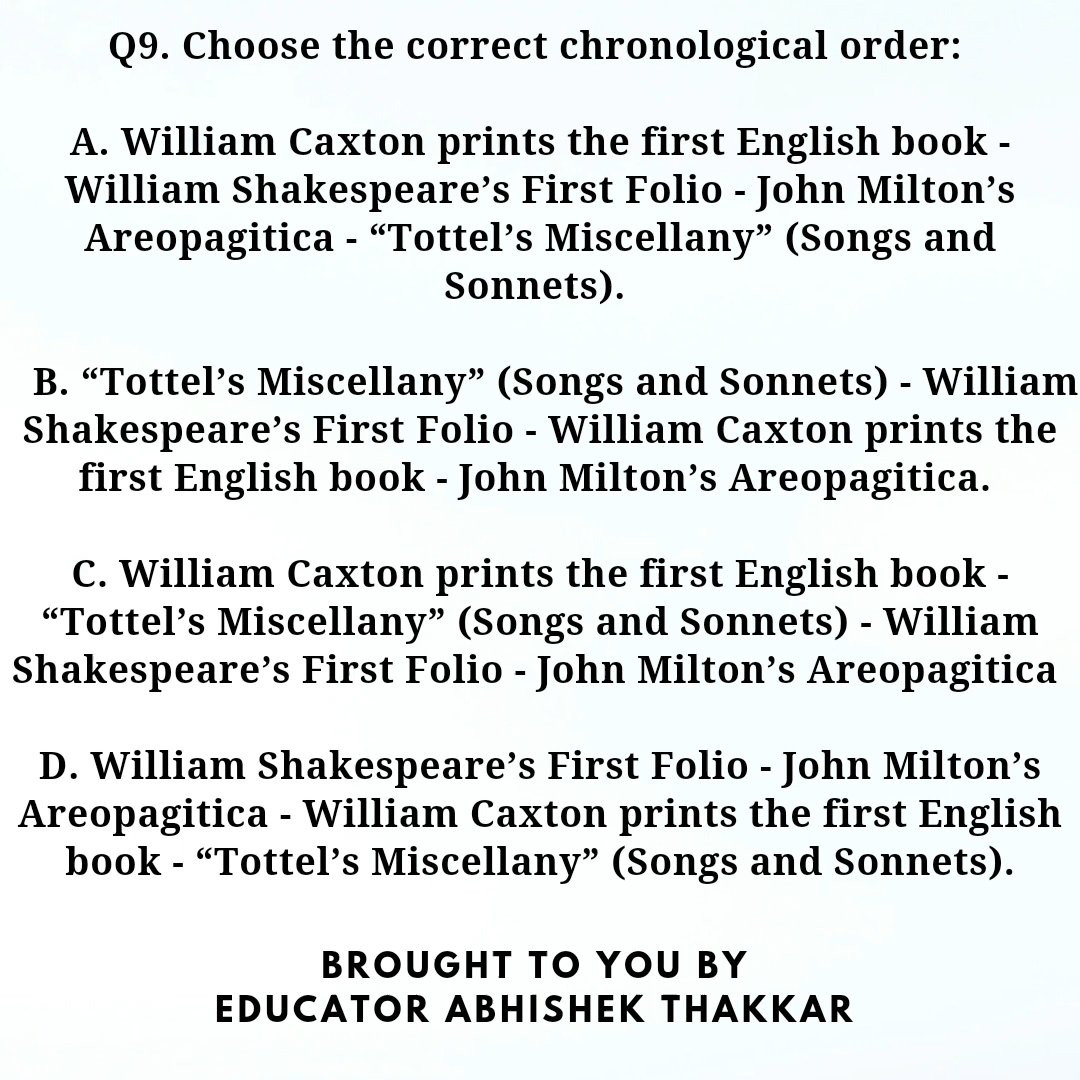 Q9. Choose the correct chronological order:
A. William Caxton prints the first English book -
William Shakespeare’s First Folio - John Milton’s
Areopagitica - “Tottel’s Miscellany” (Songs and
Sonnets).
B. “Tottel’s Miscellany” (Songs and Sonnets) - William
Shakespeare’s First Folio - William Caxton prints the
first English book - John Milton’s Areopagitica.
C. William Caxton prints the first English book -
“Tottel’s Miscellany” (Songs and Sonnets) - William
Shakespeare’s First Folio - John Milton’s Areopagitica
D. William Shakespeare’s First Folio - John Milton’s
Areopagitica - William Caxton prints the first English
book - “Tottel’s Miscellany” (Songs and Sonnets).
BROUGHT TO YOU BY
EDUCATOR ABHISHEK THAKKAR